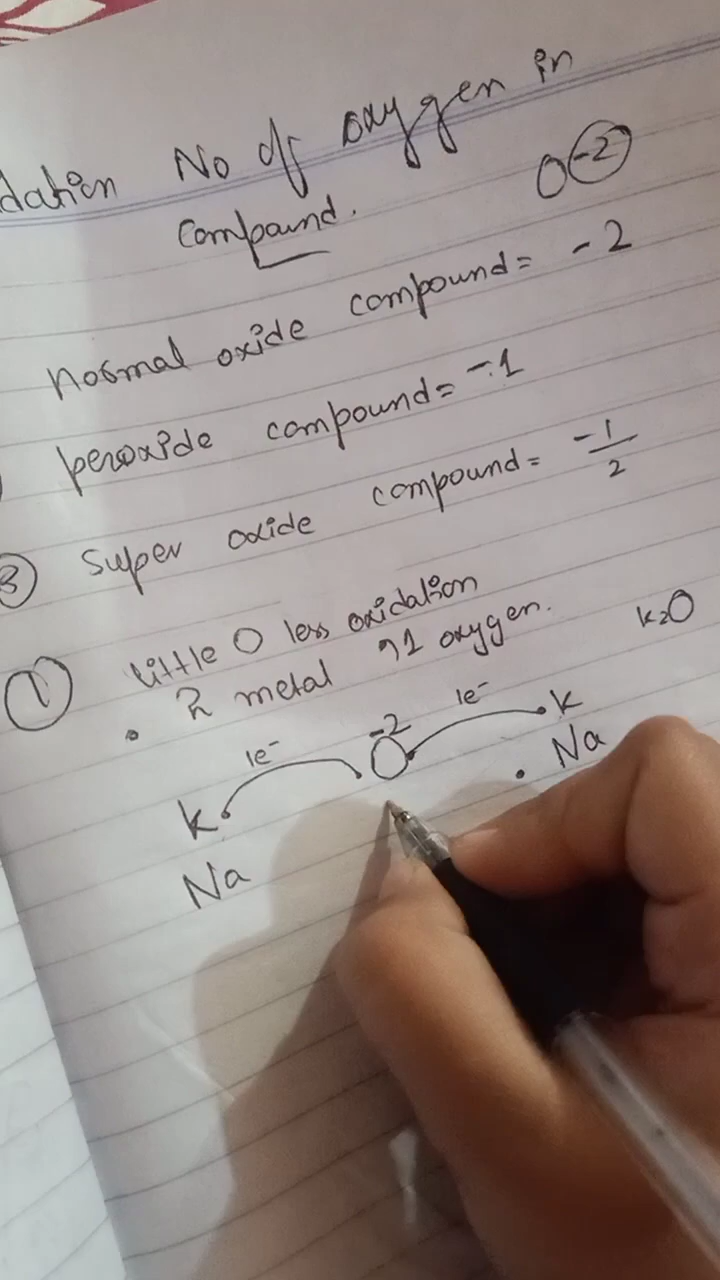 dation No of oxygen in
compound.
O -2
Normal oxide compound = -2
peroxide compound = -1
3 Super oxide compound = -1/2
1 little O less oxidation
• 2 metal 1 oxygen.
K2O
K 1e- O-2 1e- K
Na • Na